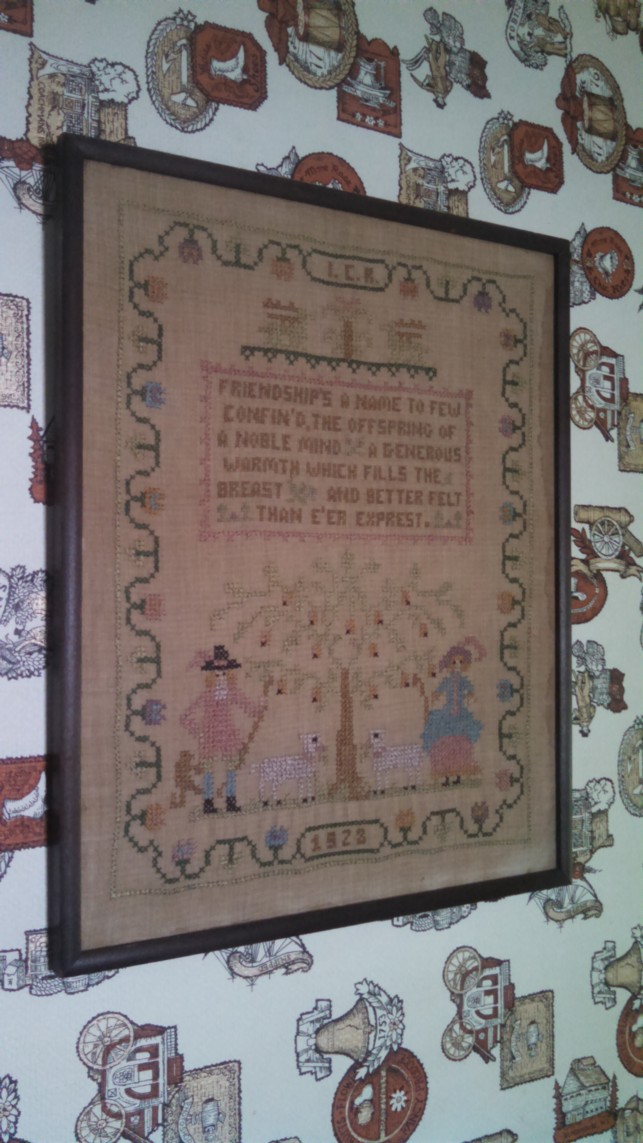 I.C.R.
FRIENDSHIP'S A NAME TO FEW
CONFIN'D, THE OFFSPRING OF
A NOBLE MIND A GENEROUS
WARMTH WHICH FILLS THE
BREAST AND BETTER FELT
THAN E'ER EXPREST.
1928
1753